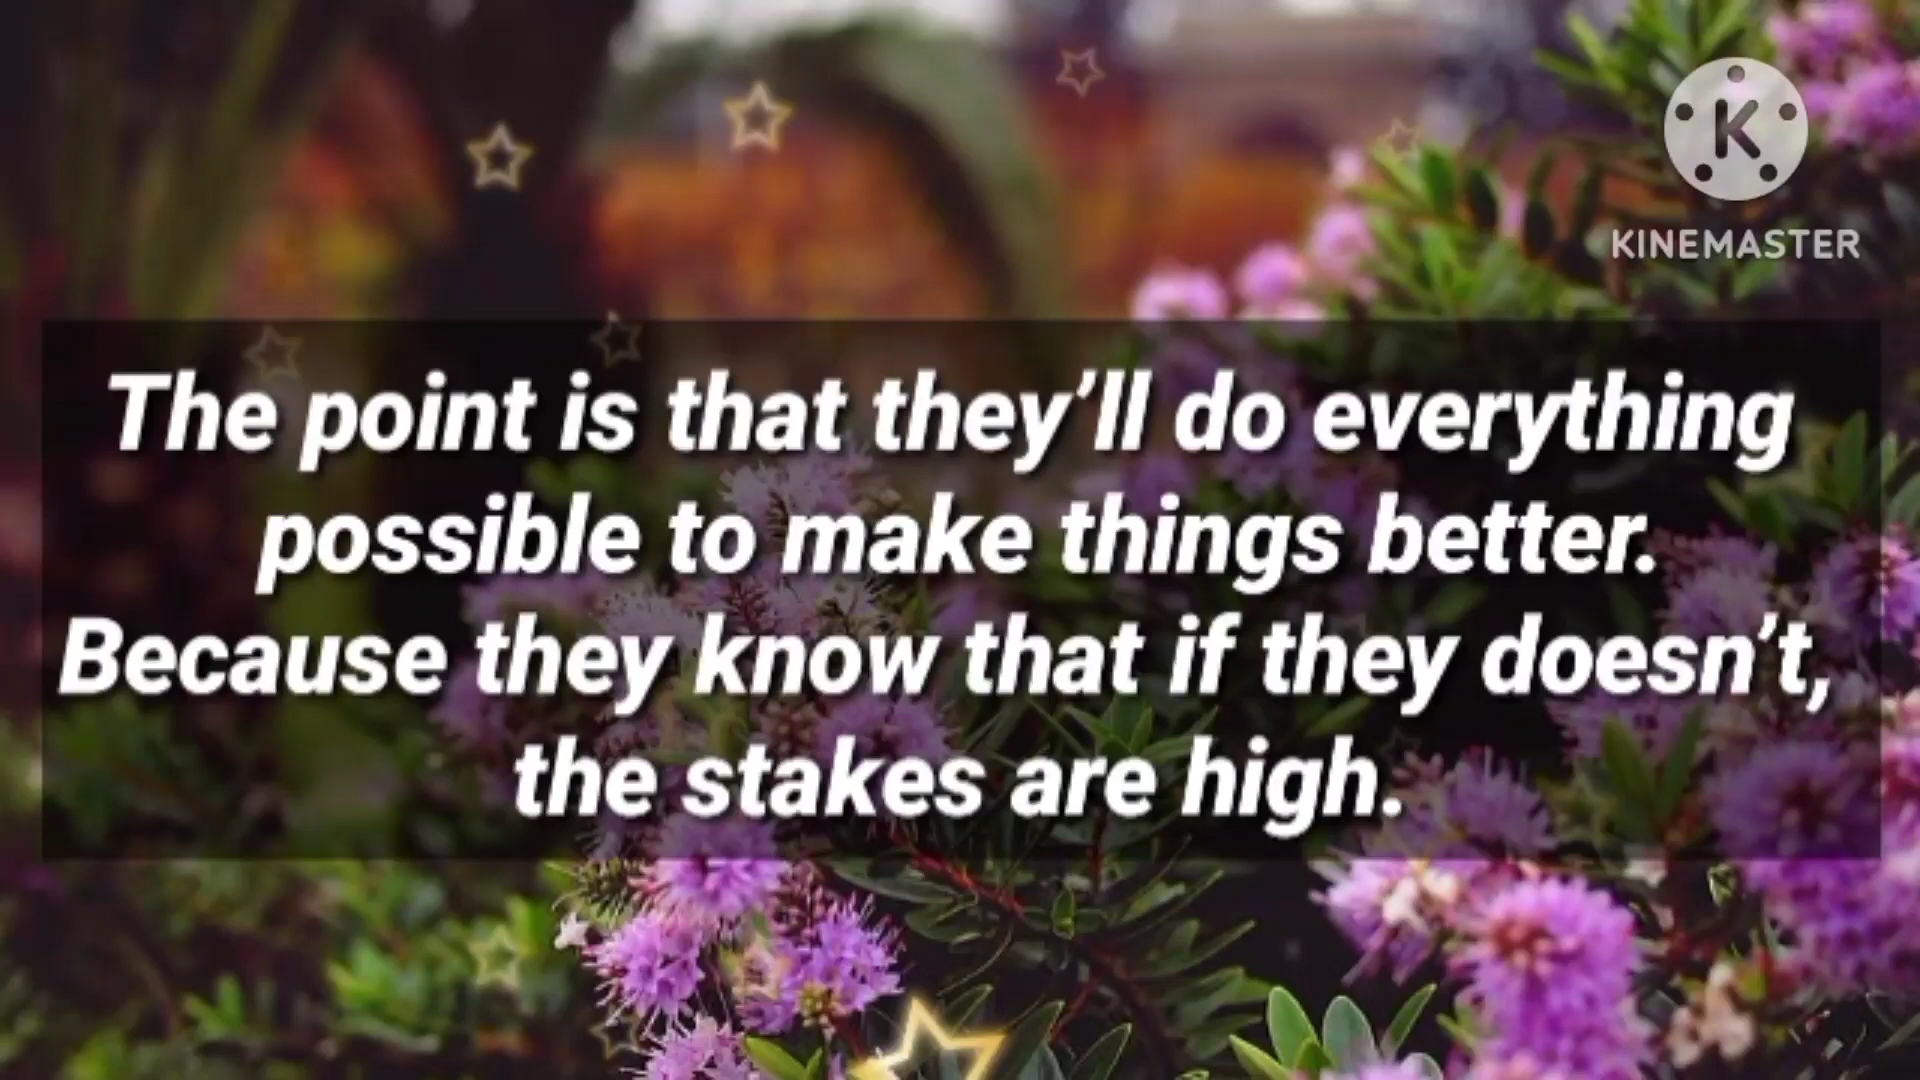 K
KINEMASTER
The point is that they’ll do everything
possible to make things better.
Because they know that if they doesn’t,
the stakes are high.